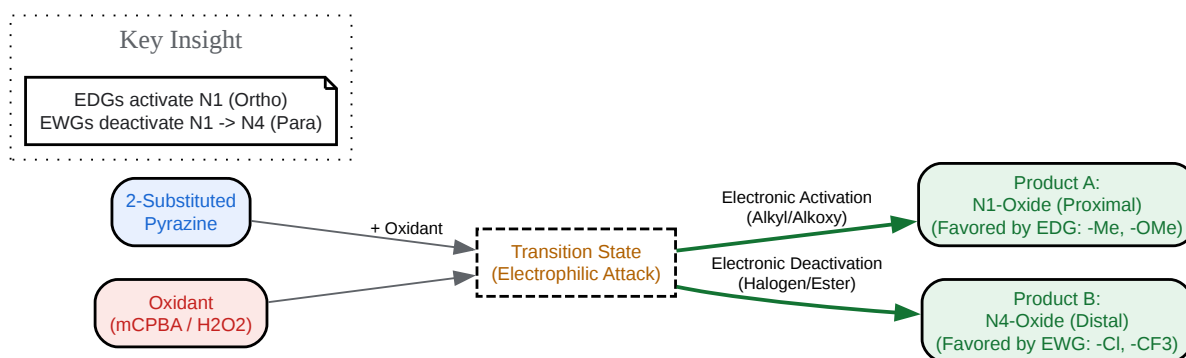 Key Insight
EDGs activate N1 (Ortho)
EWGs deactivate N1 -> N4 (Para)
2-Substituted
Pyrazine
+ Oxidant
Oxidant
(mCPBA / H2O2)
Transition State
(Electrophilic Attack)
Electronic Activation
(Alkyl/Alkoxy)
Electronic Deactivation
(Halogen/Ester)
Product A:
N1-Oxide (Proximal)
(Favored by EDG: -Me, -OMe)
Product B:
N4-Oxide (Distal)
(Favored by EWG: -Cl, -CF3)